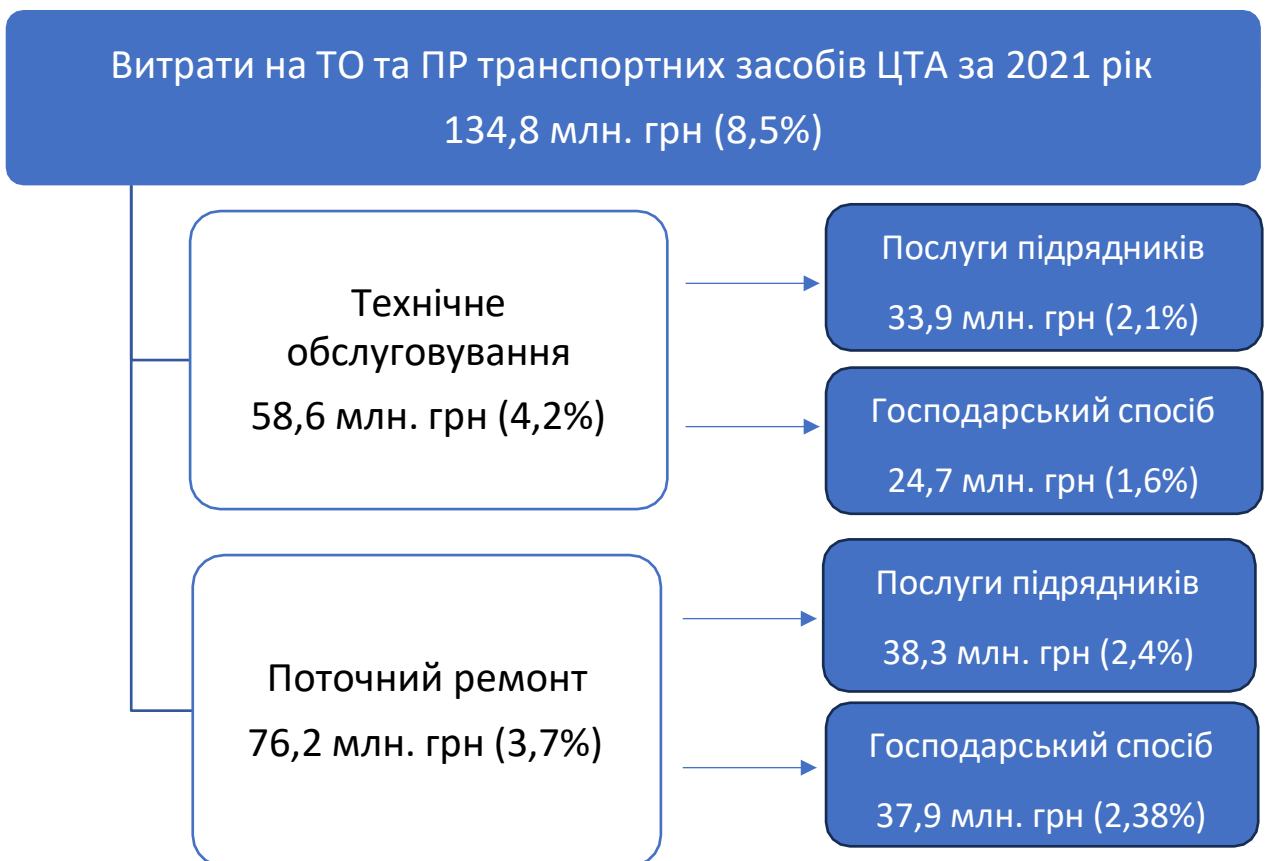 Витрати на ТО та ПР транспортних засобів ЦТА за 2021 рік
134,8 млн. грн (8,5%)
Технічне
обслуговування
58,6 млн. грн (4,2%)
Послуги підрядників
33,9 млн. грн (2,1%)
Господарський спосіб
24,7 млн. грн (1,6%)
Поточний ремонт
76,2 млн. грн (3,7%)
Послуги підрядників
38,3 млн. грн (2,4%)
Господарський спосіб
37,9 млн. грн (2,38%)